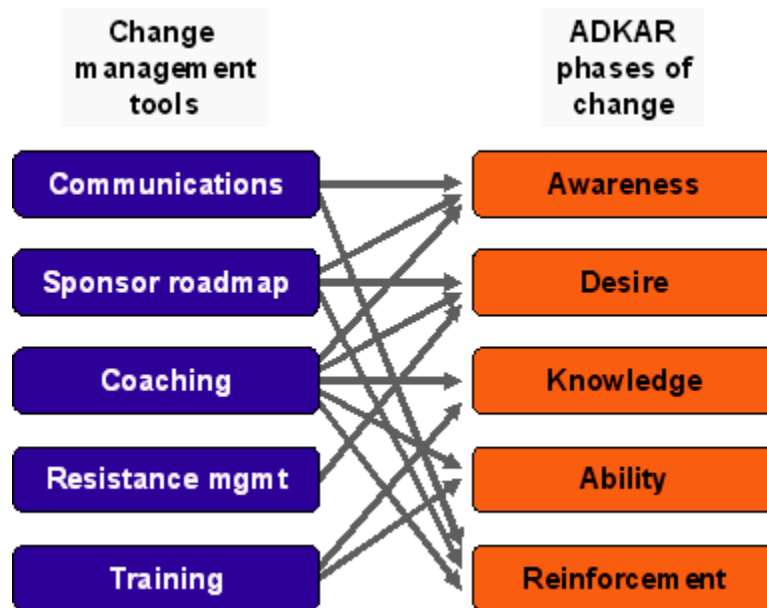 Change
management
tools
ADKAR
phases of
change
Communications
Awareness
Sponsor roadmap
Desire
Coaching
Knowledge
Resistance mgmt
Ability
Training
Reinforcement